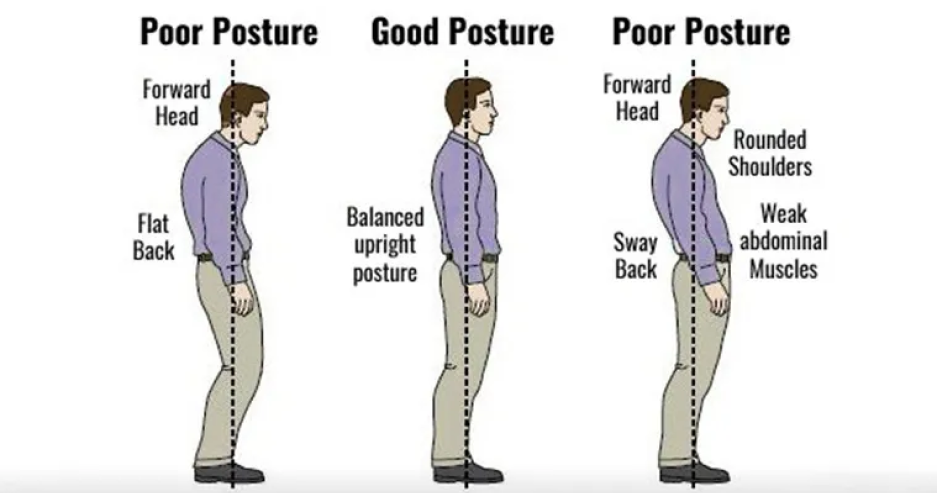 Poor Posture
Forward
Head
Flat
Back
Good Posture
Balanced
upright
posture
Poor Posture
Forward
Head
Rounded
Shoulders
Sway
Back
Weak
abdominal
Muscles